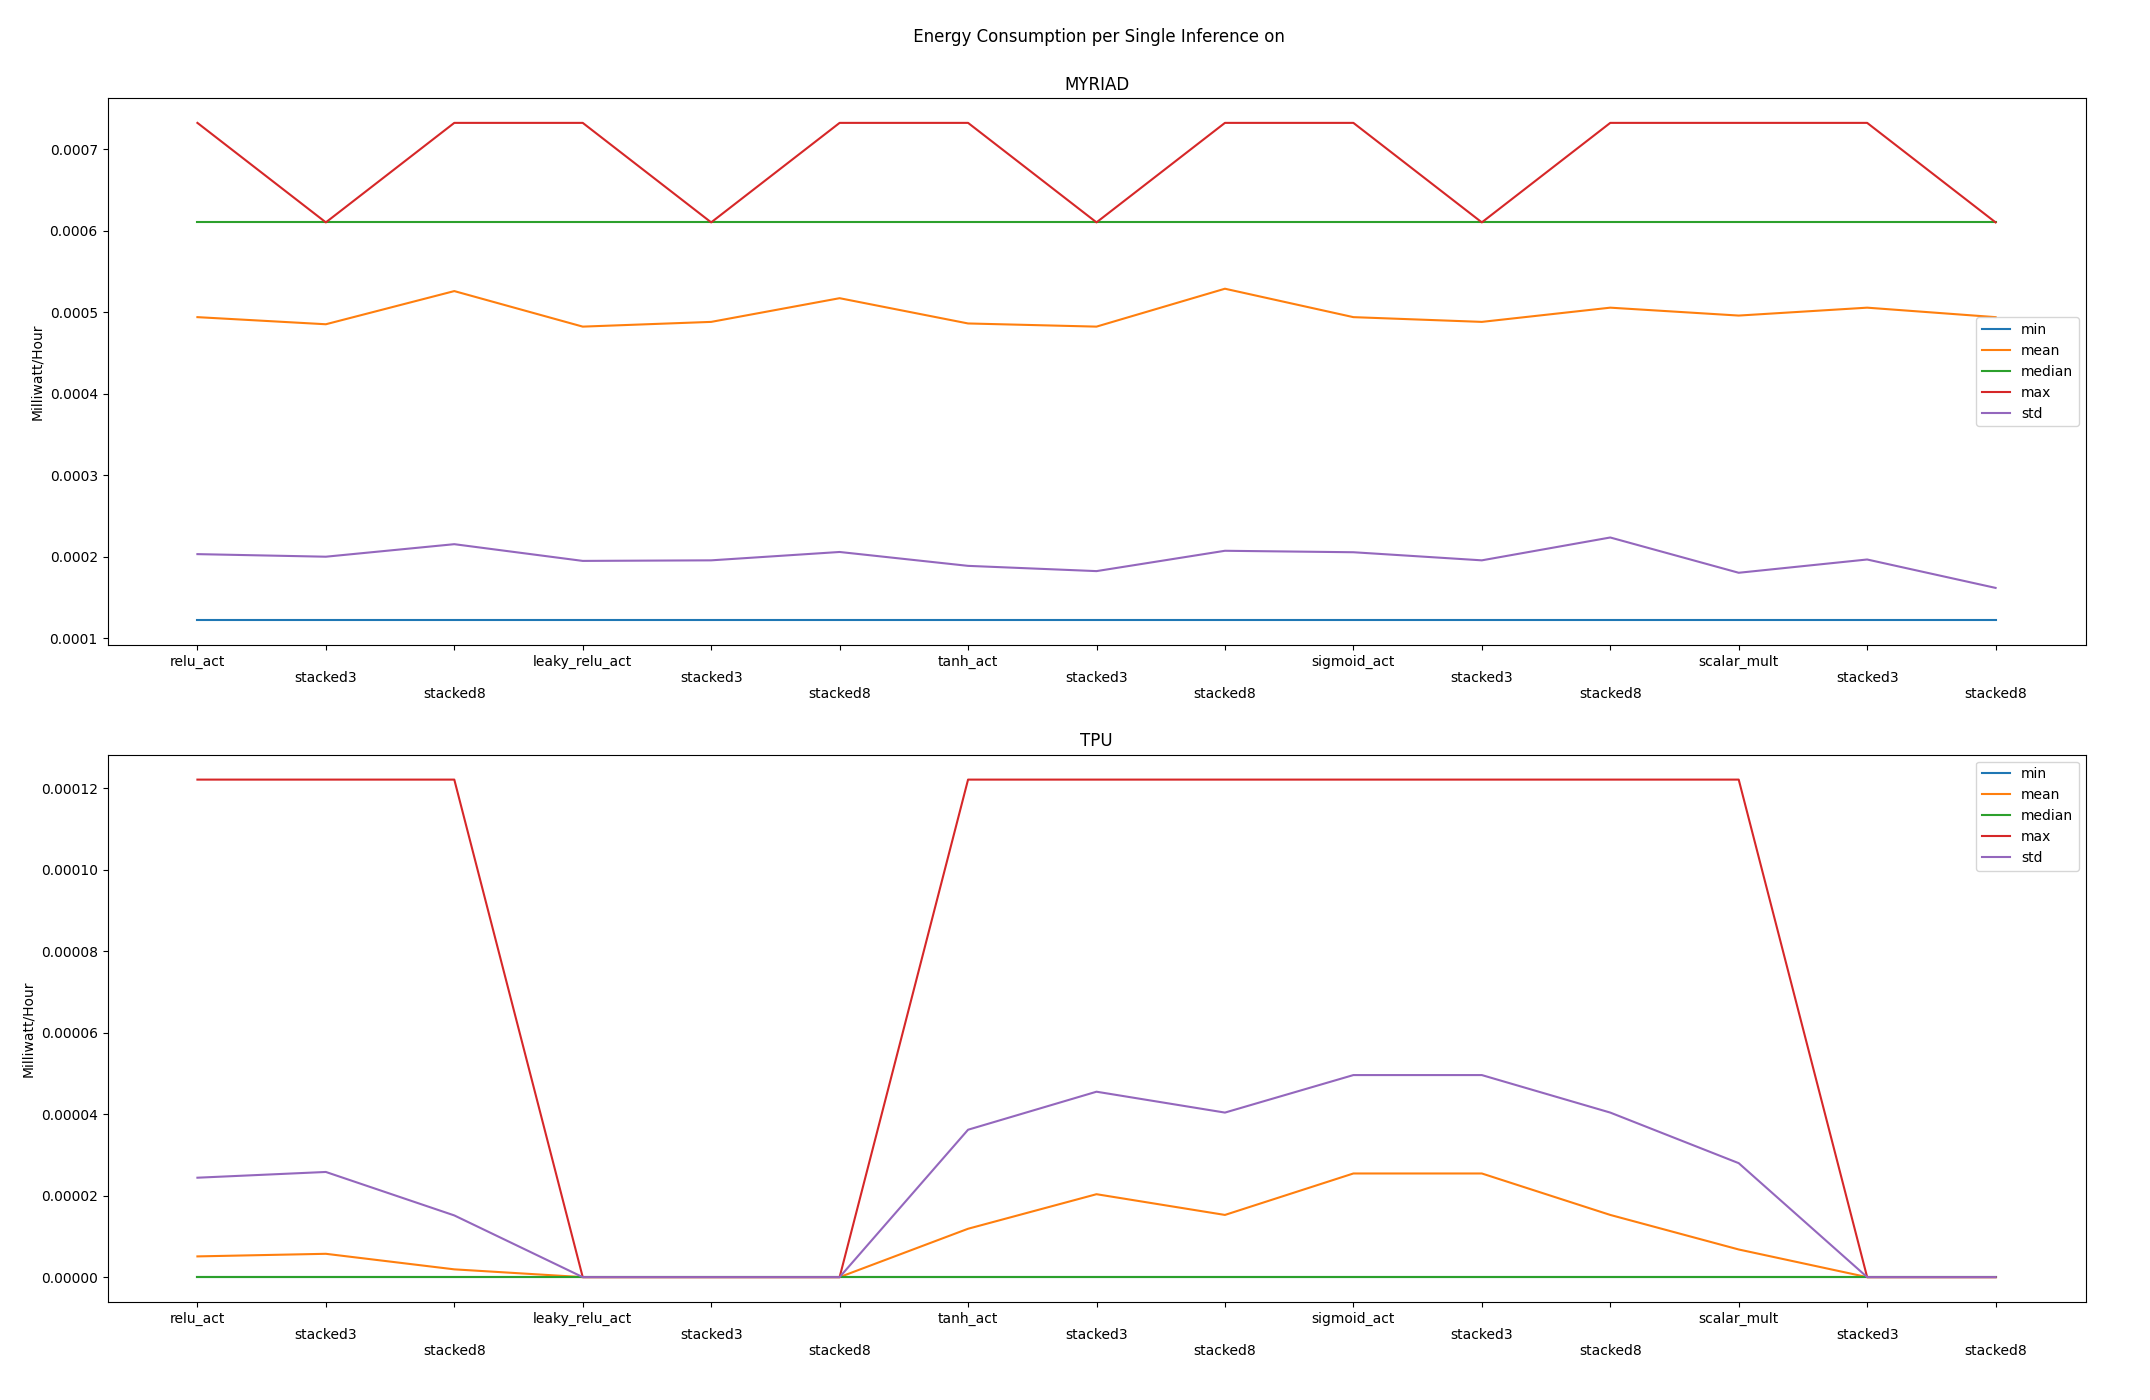 Energy Consumption per Single Inference on
MYRIAD
Milliwatt/Hour
0.0007
0.0006
0.0005
0.0004
0.0003
0.0002
0.0001
min
mean
median
max
std
relu_act leaky_relu_act tanh_act sigmoid_act scalar_mult
stacked3 stacked3 stacked3 stacked3 stacked3
stacked8 stacked8 stacked8 stacked8 stacked8
TPU
Milliwatt/Hour
0.00012
0.00010
0.00008
0.00006
0.00004
0.00002
0.00000
min
mean
median
max
std
relu_act leaky_relu_act tanh_act sigmoid_act scalar_mult
stacked3 stacked3 stacked3 stacked3 stacked3
stacked8 stacked8 stacked8 stacked8 stacked8